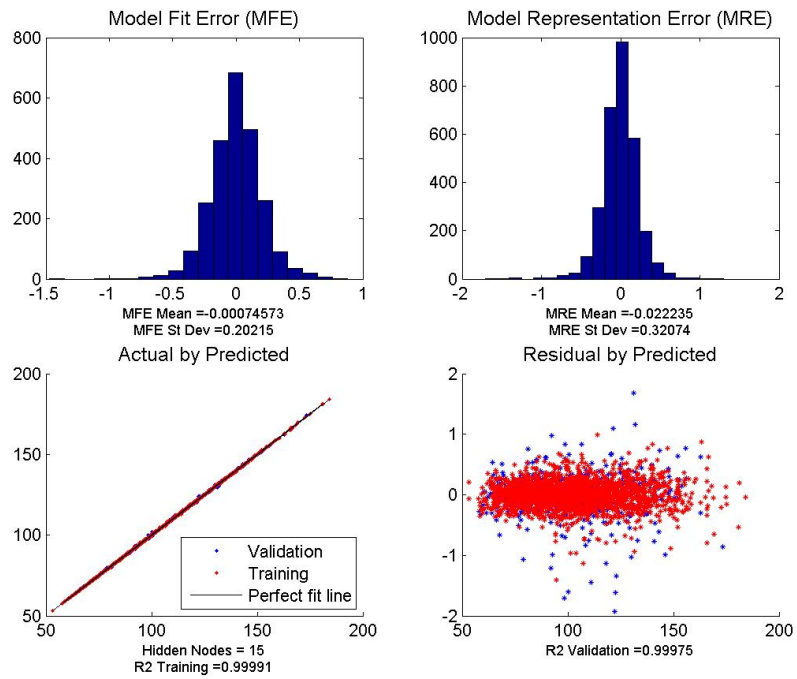 Model Fit Error (MFE)
800
600
400
200
0
-1.5
-1
-0.5
0
0.5
1
MFE Mean =-0.00074573
MFE St Dev =0.20215
Model Representation Error (MRE)
1000
800
600
400
200
0
-2
-1
0
1
2
MRE Mean =-0.022235
MRE St Dev =0.32074
Actual by Predicted
200
150
100
50
50
100
150
200
Validation
Training
Perfect fit line
Hidden Nodes = 15
R2 Training =0.99991
Residual by Predicted
2
1
0
-1
-2
50
100
150
200
R2 Validation =0.99975